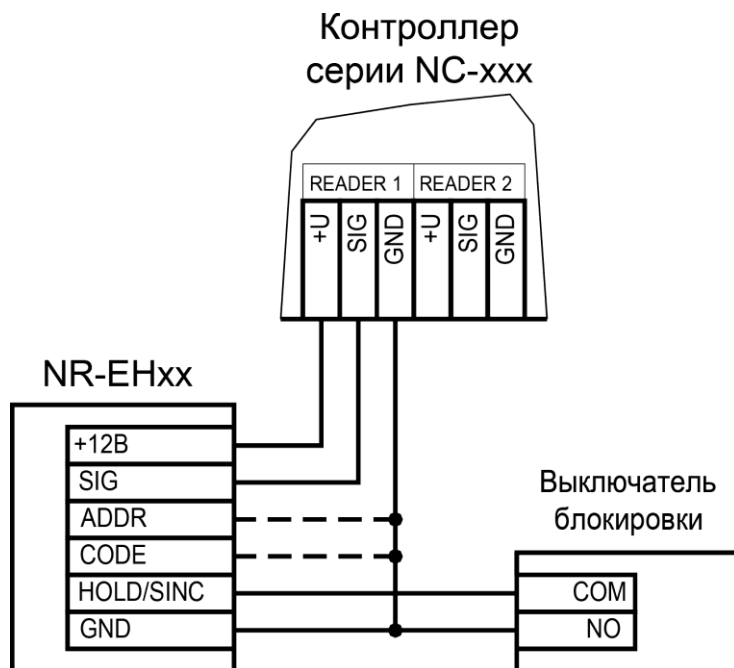 Контроллер
серии NC-xxx
READER 1 READER 2
+U SIG GND +U SIG GND
NR-EHxx
+12В
SIG
ADDR
CODE
HOLD/SINC
GND
Выключатель
блокировки
COM
NO